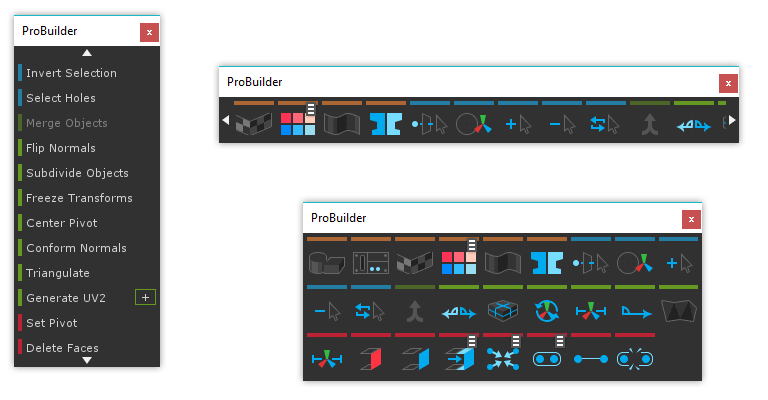 ProBuilder
x
Invert Selection
Select Holes
Merge Objects
Flip Normals
Subdivide Objects
Freeze Transforms
Center Pivot
Conform Normals
Triangulate
Generate UV2 +
Set Pivot
Delete Faces
ProBuilder
x
ProBuilder
x